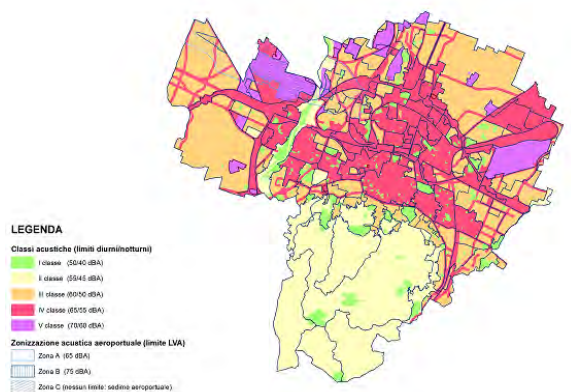 LEGENDA
Classi acustiche (limiti diurni/notturni)
I classe (50/40 dBA)
II classe (55/45 dBA)
III classe (60/50 dBA)
IV classe (65/55 dBA)
V classe (70/60 dBA)
Zonizzazione acustica aeroportuale (limite LVA)
Zona A (65 dBA)
Zona B (75 dBA)
Zona C (nessun limite: sedime aeroportuale)